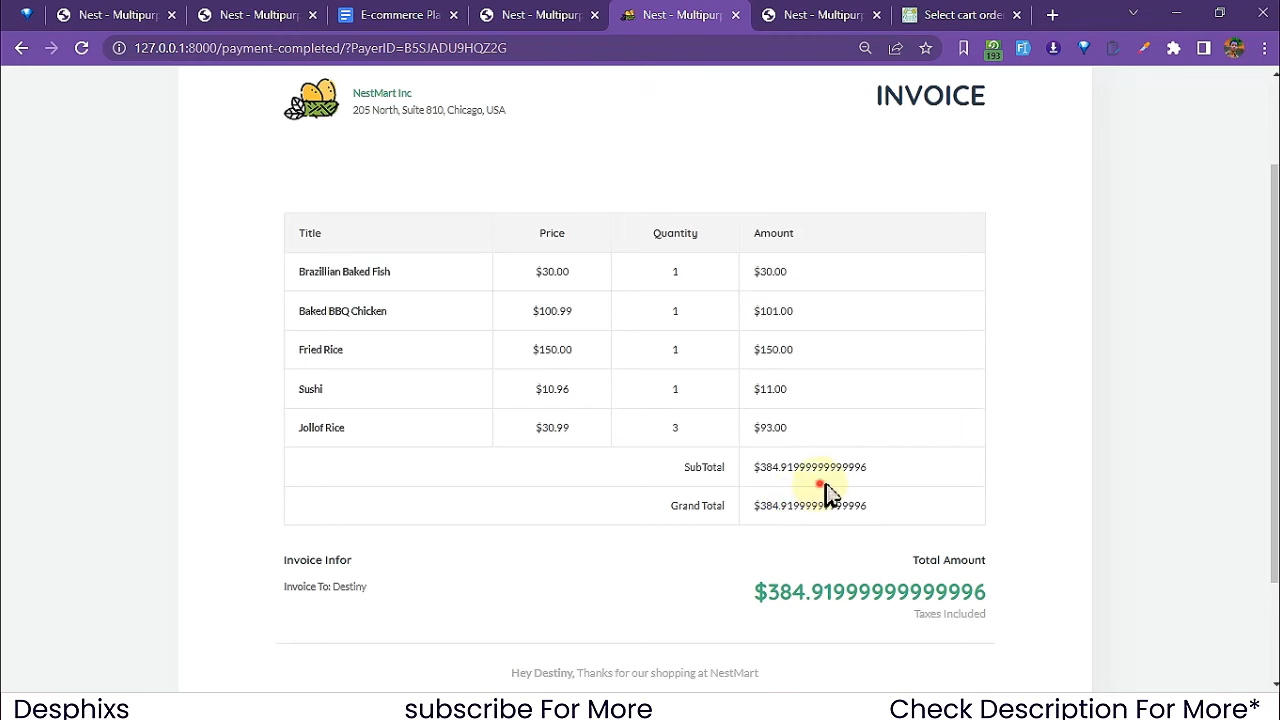 Nest - Multipurp
Nest - Multipurp
E-commerce Pla
Nest - Multipurp
Nest - Multipurp
Nest - Multipurp
Select cart orde
127.0.0.1:8000/payment-completed/?PayerID=B5SJADU9HQZ2G
193
NestMart Inc
205 North, Suite 810, Chicago, USA
INVOICE
Title Price Quantity Amount
Brazillian Baked Fish $30.00 1 $30.00
Baked BBQ Chicken $100.99 1 $101.00
Fried Rice $150.00 1 $150.00
Sushi $10.96 1 $11.00
Jollof Rice $30.99 3 $93.00
SubTotal $384.91999999999996
Grand Total $384.91999999999996
Invoice Infor
Invoice To: Destiny
Total Amount
$384.91999999999996
Taxes Included
Hey Destiny, Thanks for our shopping at NestMart
Desphixs
subscribe For More
Check Description For More*